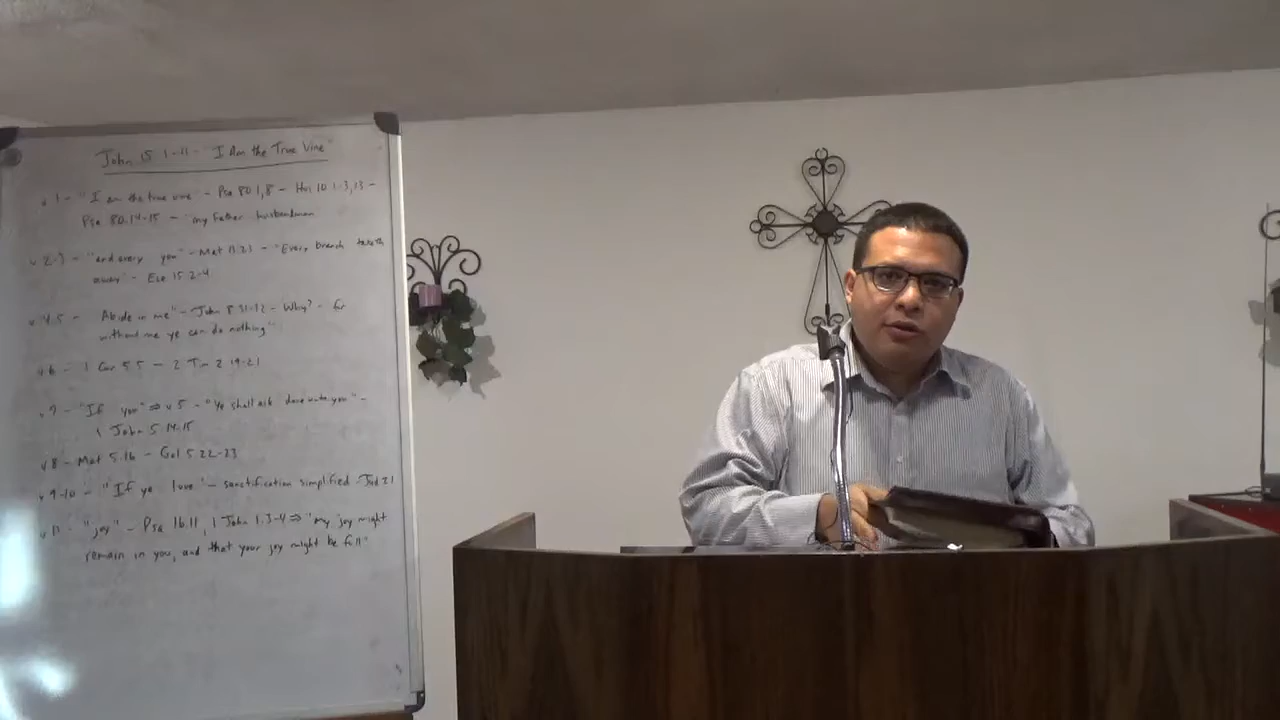 John 15 1-11 - "I Am the True Vine"
v 1 - "I am the true vine" - Psa 80 1,8 - Hos 10 1-3,13 -
Psa 80.14-15 - "my Father husbandman
v 2-3 - "and every you" - Mat 13.23 - "Every branch taketh
away" - Eze 15 2-4
v 4,5 - Abide in me" - John 8 31-32 - Why? - for
without me ye can do nothing"
v 6 - 1 Cor 5 5 - 2 Tim 2 19-21
v 7 - "If you" => v 5 - "Ye shall ask done unto you" -
1 John 5 14-15
v 8 - Mat 5.16 - Gal 5 22-23
v 9-10 - "If ye love" - sanctification simplified - Jud 21
v 11 - "joy" - Psa 16.11, 1 John 1.3-4 => "my joy might
remain in you, and that your joy might be full"